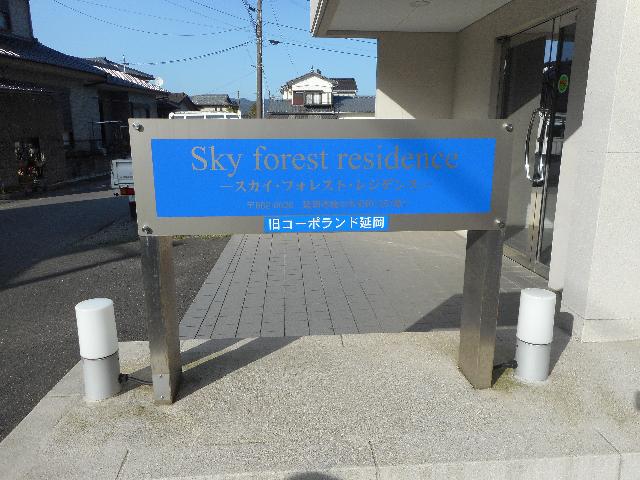 Sky forest residence
ースカイ・フォレスト・レジデンスー
旧コーポランド延岡